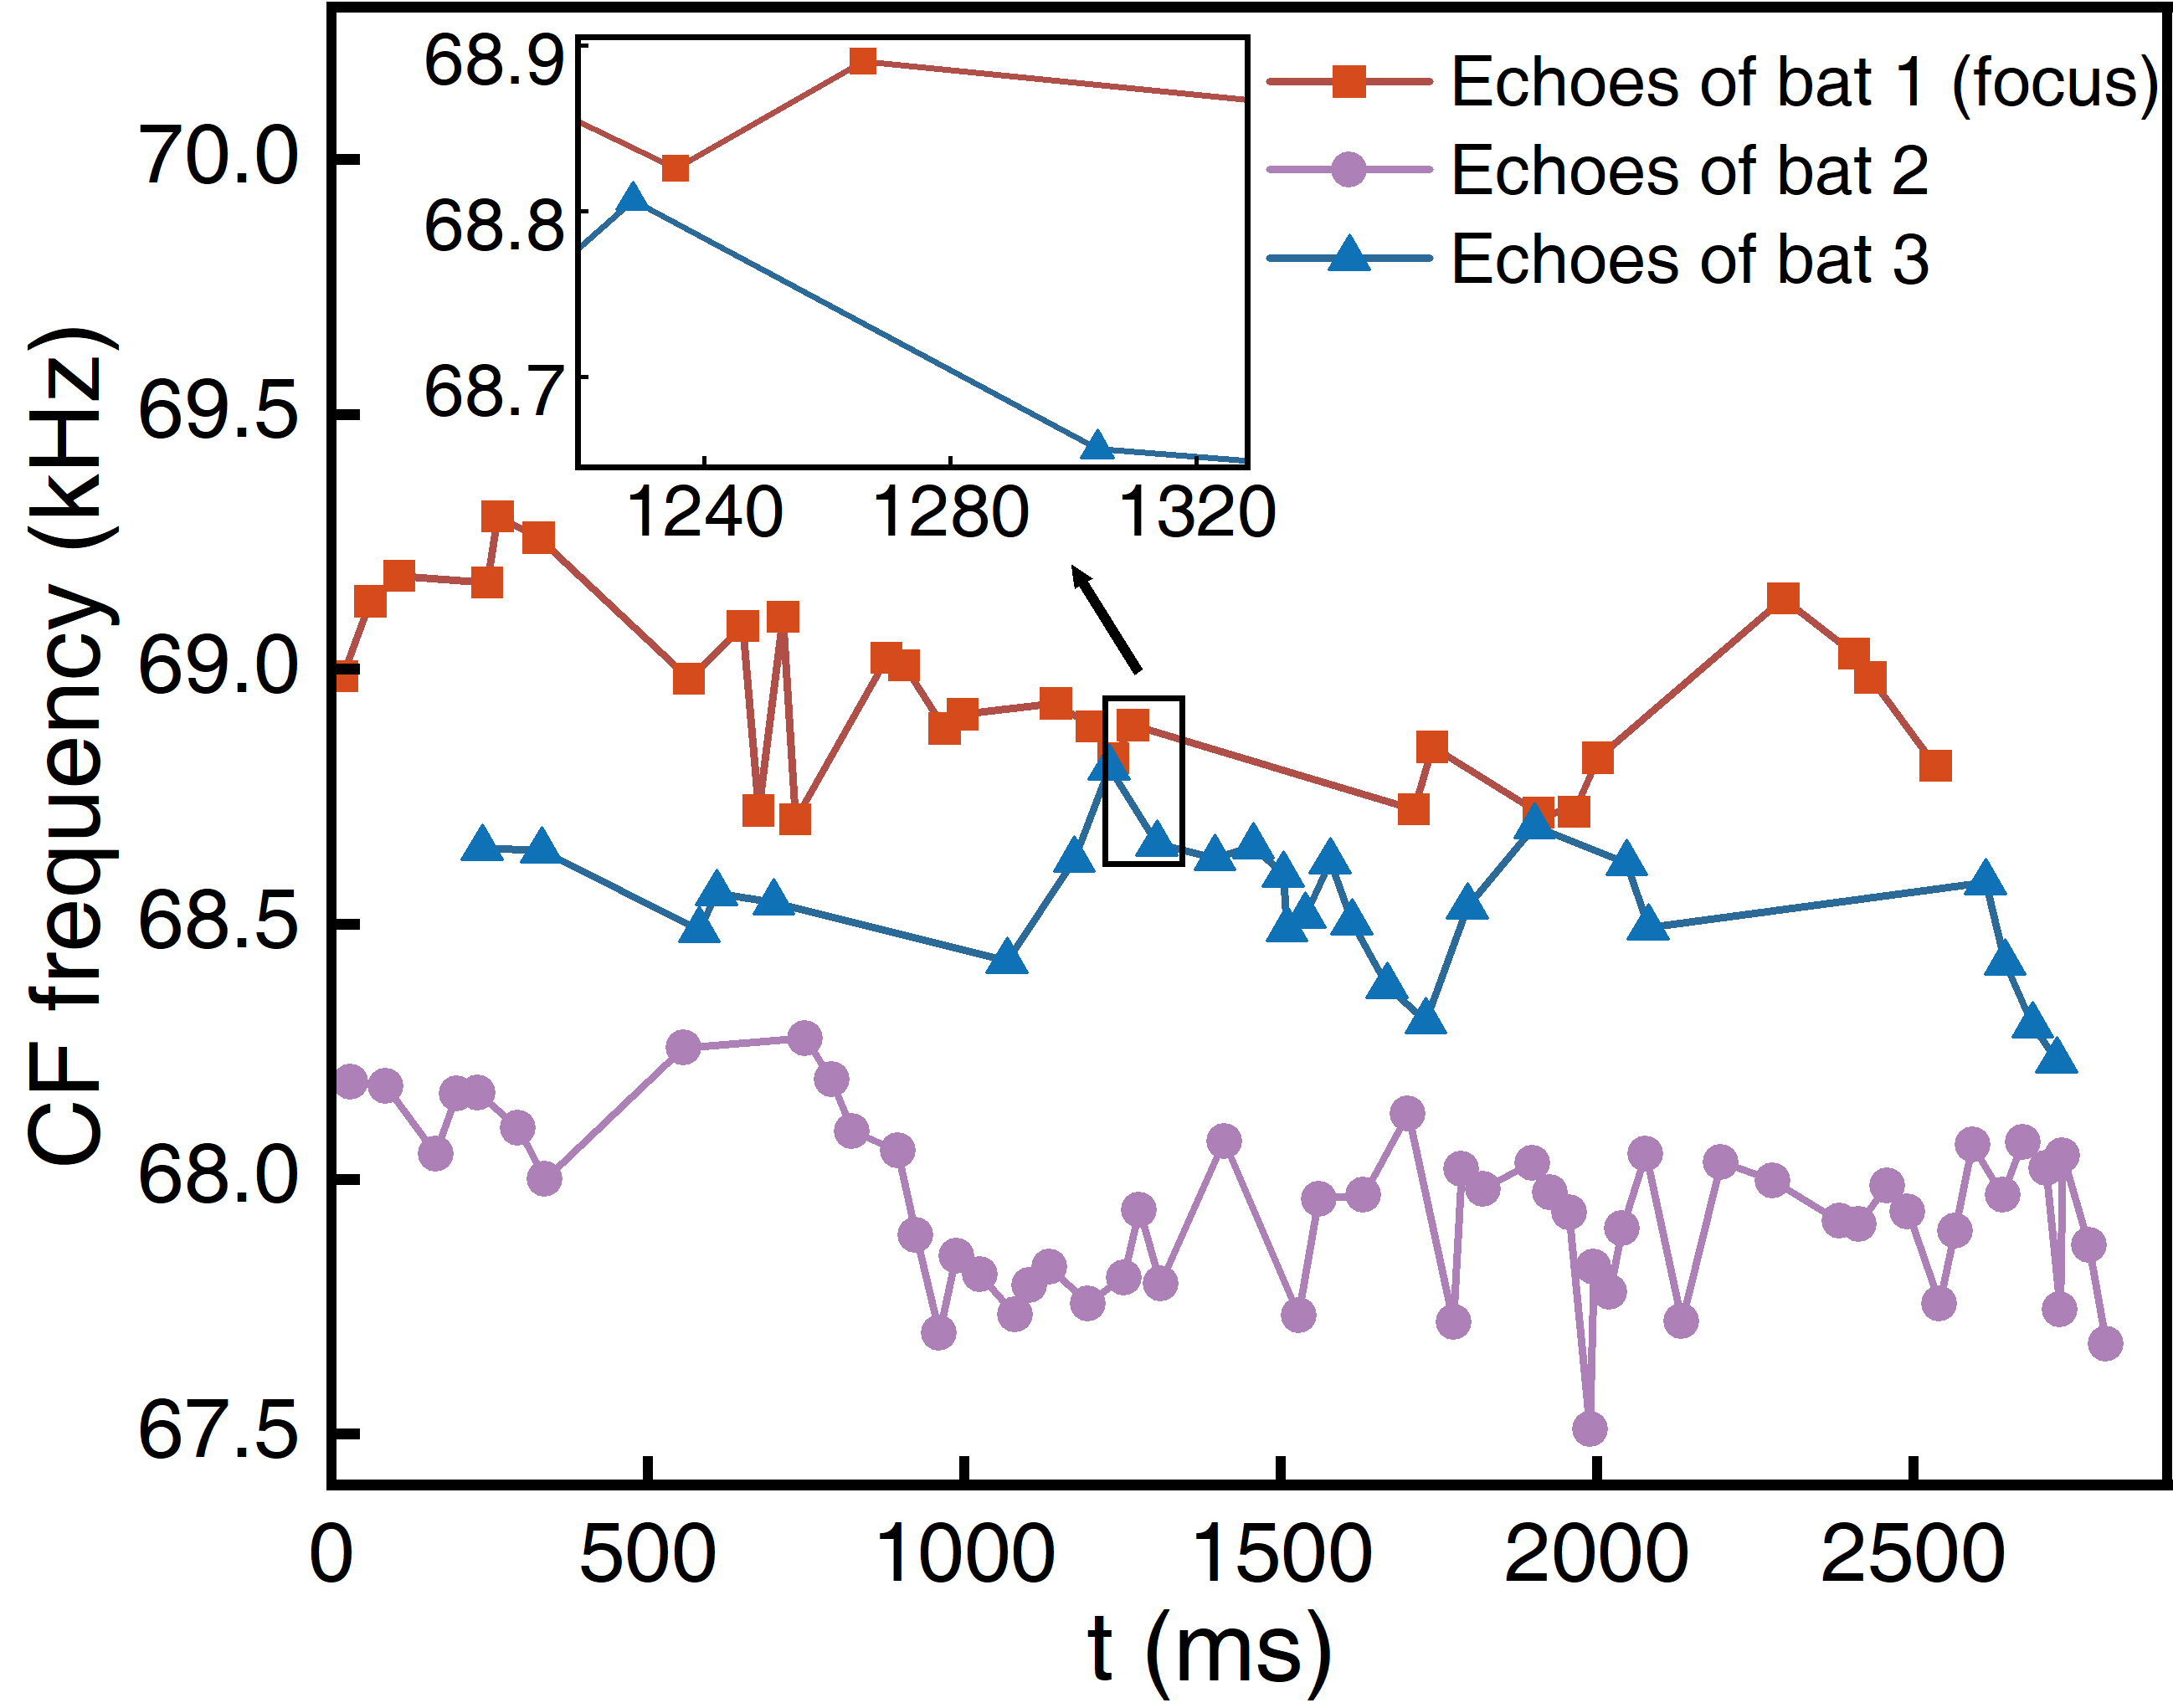 Echoes of bat 1 (focus)
Echoes of bat 2
Echoes of bat 3
68.9
68.8
68.7
1240 1280 1320
CF frequency (kHz)
70.0
69.5
69.0
68.5
68.0
67.5
0 500 1000 1500 2000 2500
t (ms)